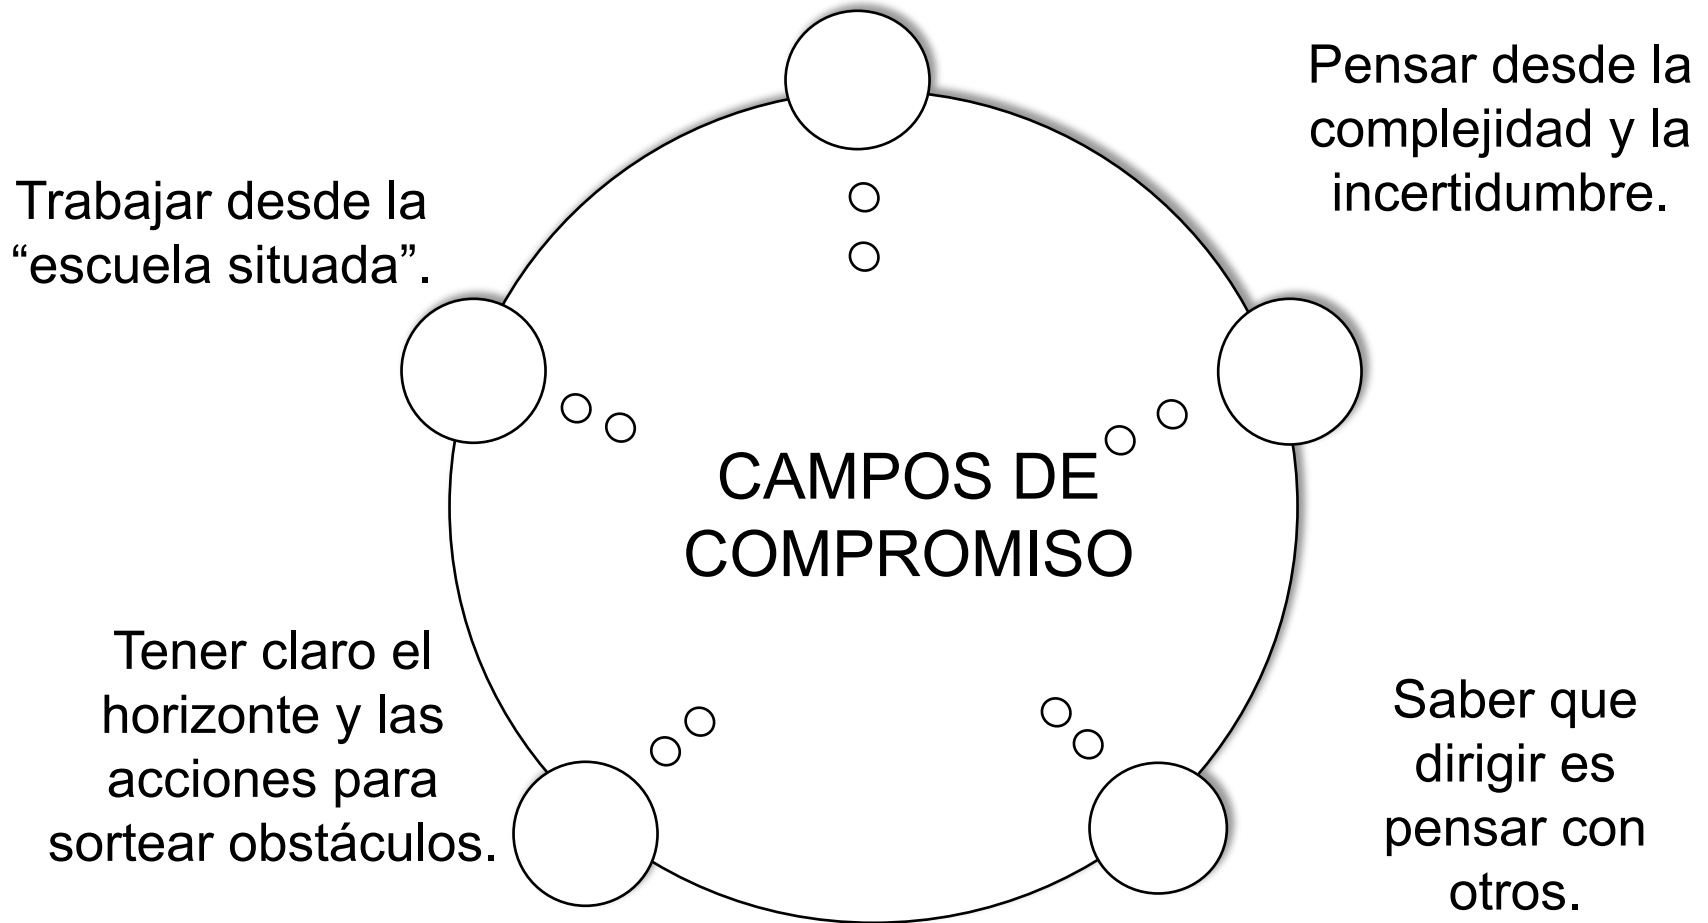 Pensar desde la
complejidad y la
incertidumbre.
Trabajar desde la
“escuela situada”.
CAMPOS DE
COMPROMISO
Tener claro el
horizonte y las
acciones para
sortear obstáculos.
Saber que
dirigir es
pensar con
otros.